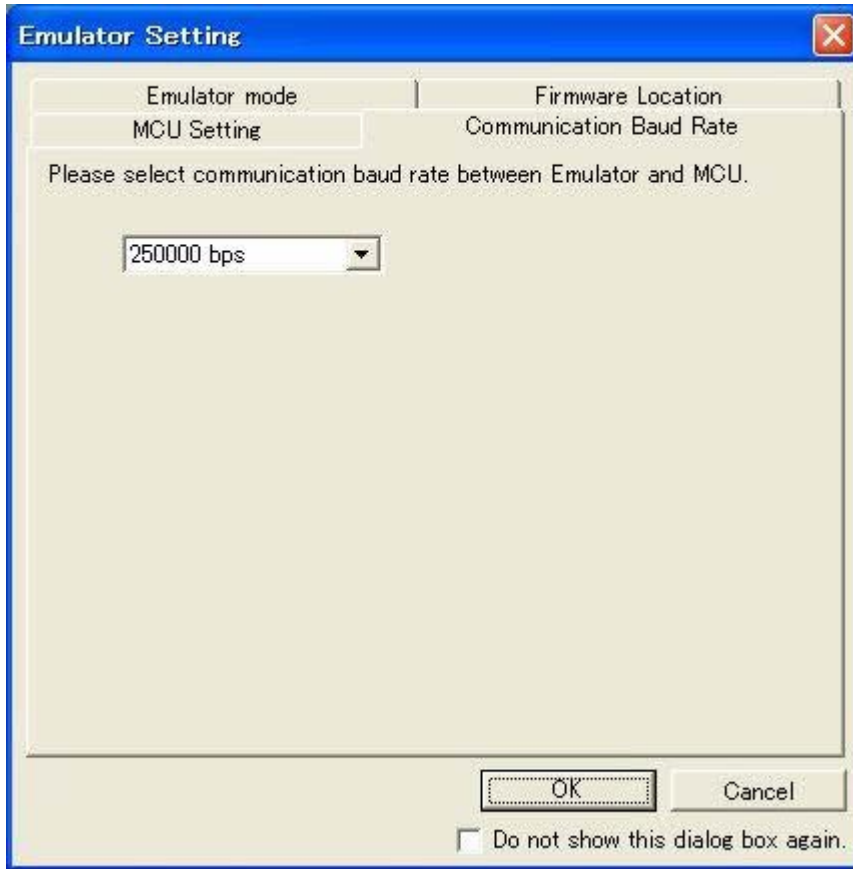 Emulator Setting
Emulator mode
Firmware Location
MCU Setting
Communication Baud Rate
Please select communication baud rate between Emulator and MCU.
250000 bps
OK
Cancel
Do not show this dialog box again.